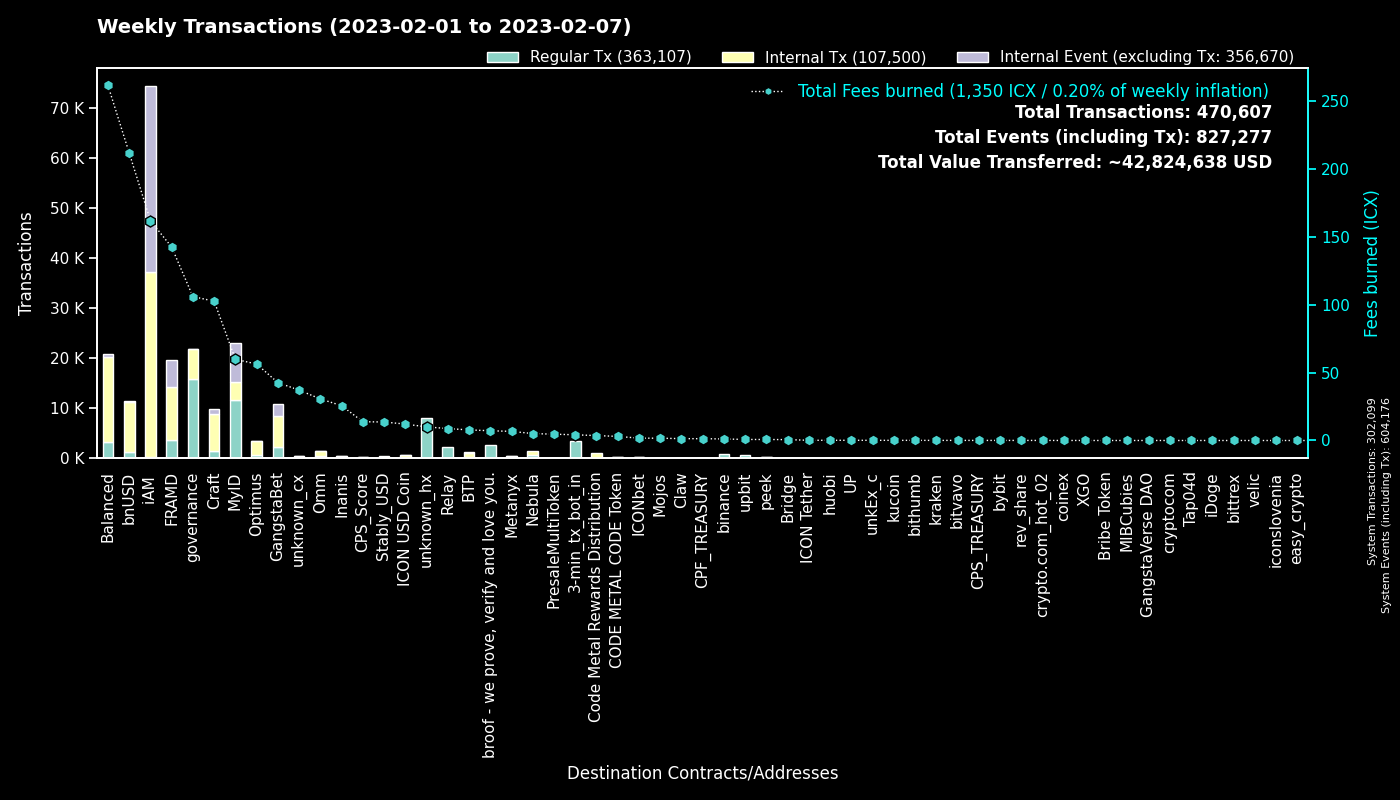 Weekly Transactions (2023-02-01 to 2023-02-07)
Regular Tx (363,107)
Internal Tx (107,500)
Internal Event (excluding Tx: 356,670)
Total Fees burned (1,350 ICX / 0.20% of weekly inflation)
Total Transactions: 470,607
Total Events (including Tx): 827,277
Total Value Transferred: ~42,824,638 USD
Transactions
70 K
60 K
50 K
40 K
30 K
20 K
10 K
0 K
250
200
150
100
50
0
Fees burned (ICX)
System Transactions: 302,099
System Events (including Tx): 604,176
Balanced
bnUSD
iAM
FRAMD
governance
Craft
MyID
Optimus
GangstaBet
unknown_cx
Omm
Inanis
CPS_Score
Stably_USD
ICON USD Coin
unknown_hx
Relay
BTP
broof - we prove, verify and love you.
Metanyx
Nebula
PresaleMultiToken
3-min_tx_bot_in
Code Metal Rewards Distribution
CODE METAL CODE Token
ICONbet
Mojos
Claw
CPF_TREASURY
binance
upbit
peek
Bridge
ICON Tether
huobi
UP
unkEx_c
kucoin
bithumb
kraken
bitvavo
CPS_TREASURY
bybit
rev_share
crypto.com_hot_02
coinex
XGO
Bribe Token
MIBCubies
GangstaVerse DAO
cryptocom
Tap04d
iDoge
bittrex
velic
iconslovenia
easy_crypto
Destination Contracts/Addresses